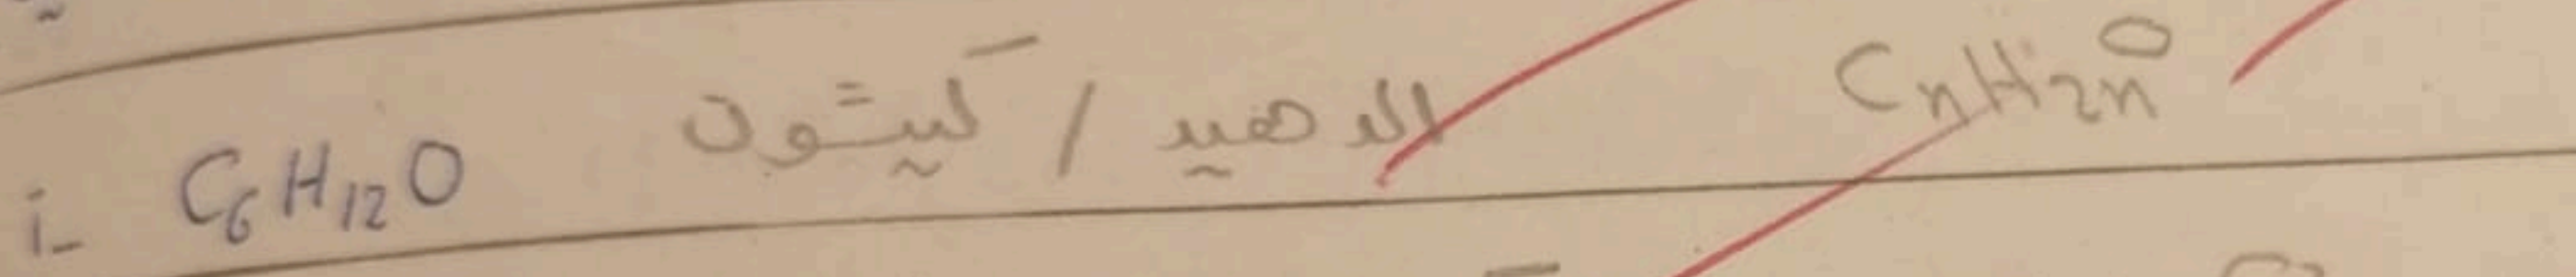 i- C₆H₁₂O الدهيد / كيتون CnH2nO